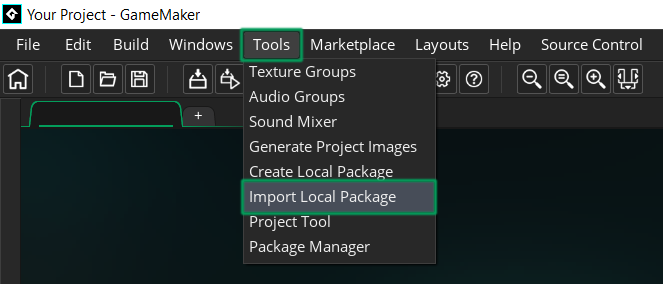 Your Project - GameMaker
File Edit Build Windows Tools Marketplace Layouts Help Source Control
Texture Groups
+
Audio Groups
Sound Mixer
Generate Project Images
Create Local Package
Import Local Package
Project Tool
Package Manager